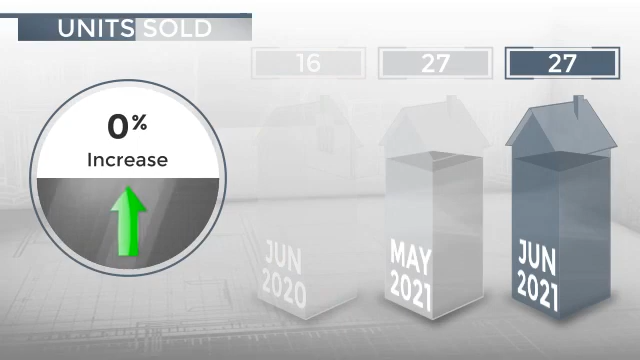 UNITS SOLD
0%
Increase
16
27
27
JUN
2020
MAY
2021
JUN
2021